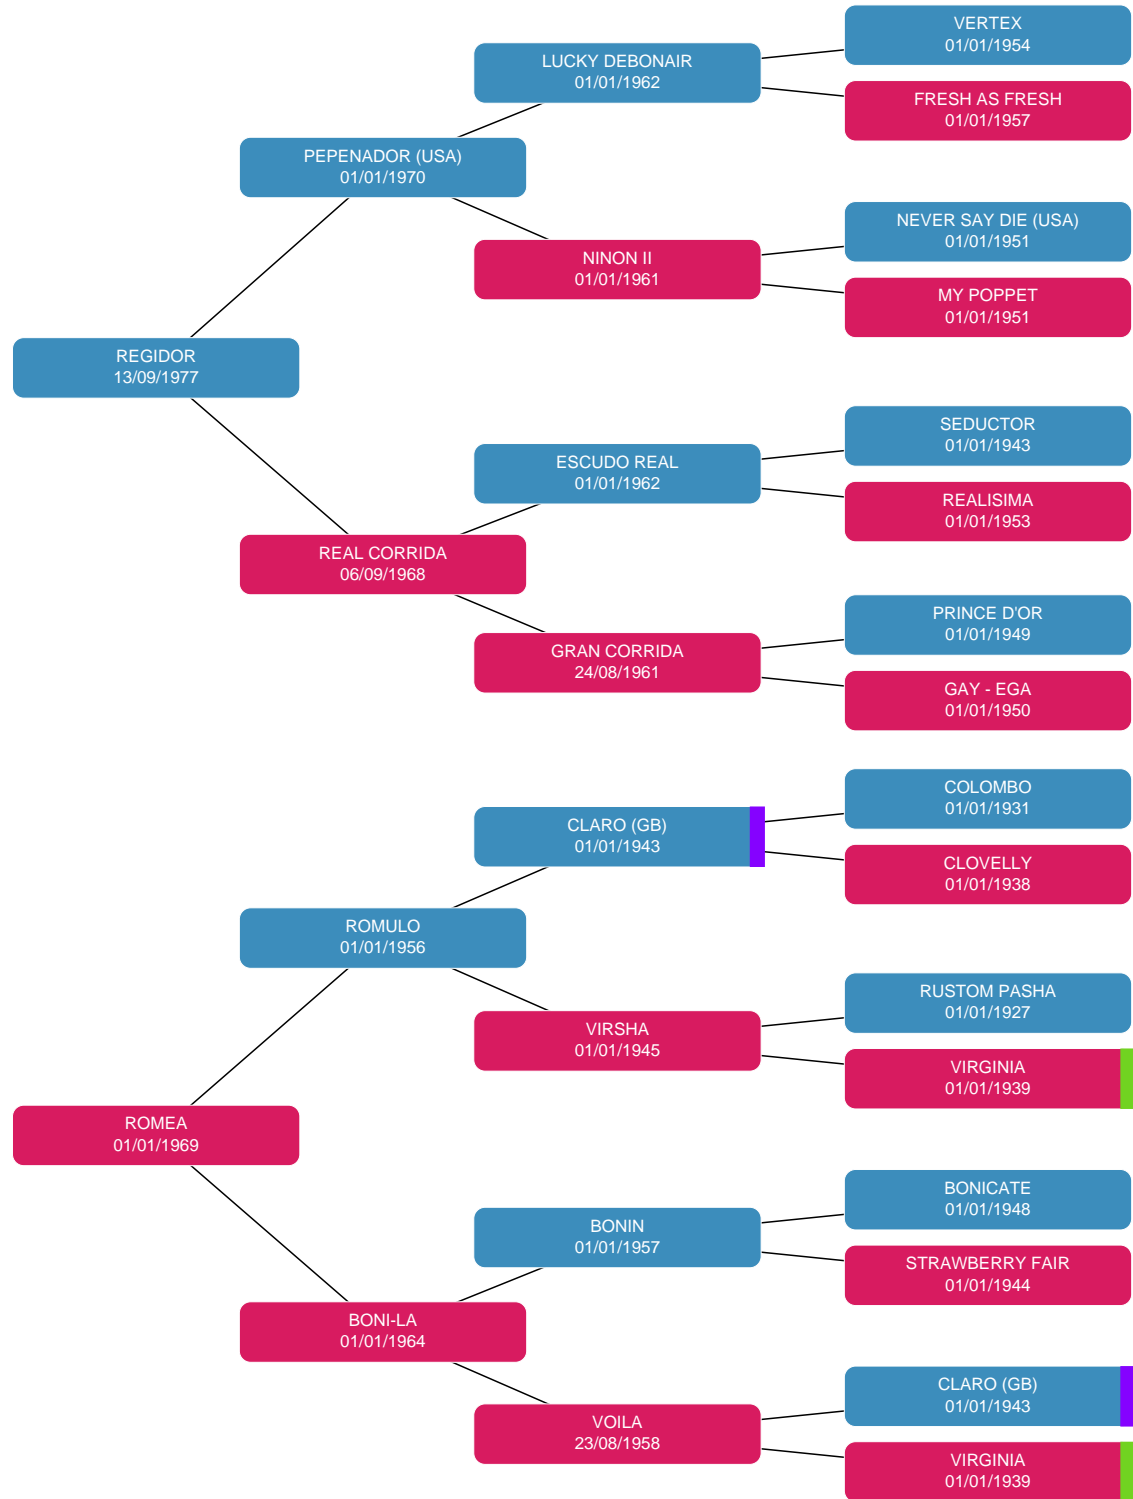 VERTEX
01/01/1954
LUCKY DEBONAIR
01/01/1962
FRESH AS FRESH
01/01/1957
PEPENADOR (USA)
01/01/1970
NEVER SAY DIE (USA)
01/01/1951
NINON II
01/01/1961
MY POPPET
01/01/1951
REGIDOR
13/09/1977
SEDUCTOR
01/01/1943
ESCUDO REAL
01/01/1962
REALISIMA
01/01/1953
REAL CORRIDA
06/09/1968
PRINCE D'OR
01/01/1949
GRAN CORRIDA
24/08/1961
GAY - EGA
01/01/1950
COLOMBO
01/01/1931
CLARO (GB)
01/01/1943
CLOVELLY
01/01/1938
ROMULO
01/01/1956
RUSTOM PASHA
01/01/1927
VIRSHA
01/01/1945
VIRGINIA
01/01/1939
ROMEA
01/01/1969
BONICATE
01/01/1948
BONIN
01/01/1957
STRAWBERRY FAIR
01/01/1944
BONI-LA
01/01/1964
CLARO (GB)
01/01/1943
VOILA
23/08/1958
VIRGINIA
01/01/1939